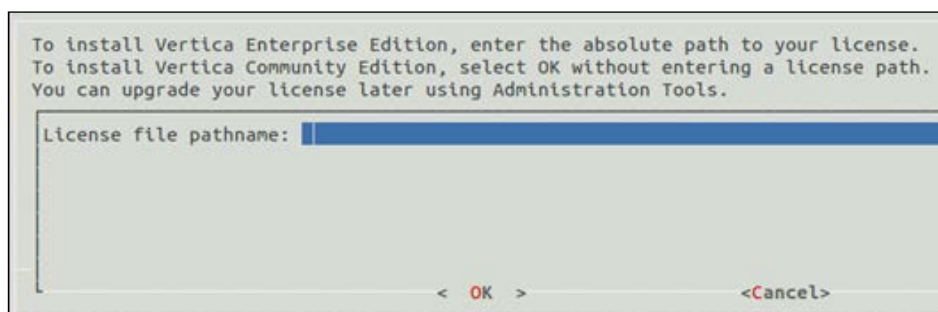 To install Vertica Enterprise Edition, enter the absolute path to your license.
To install Vertica Community Edition, select OK without entering a license path.
You can upgrade your license later using Administration Tools.
License file pathname:
< OK > <Cancel>